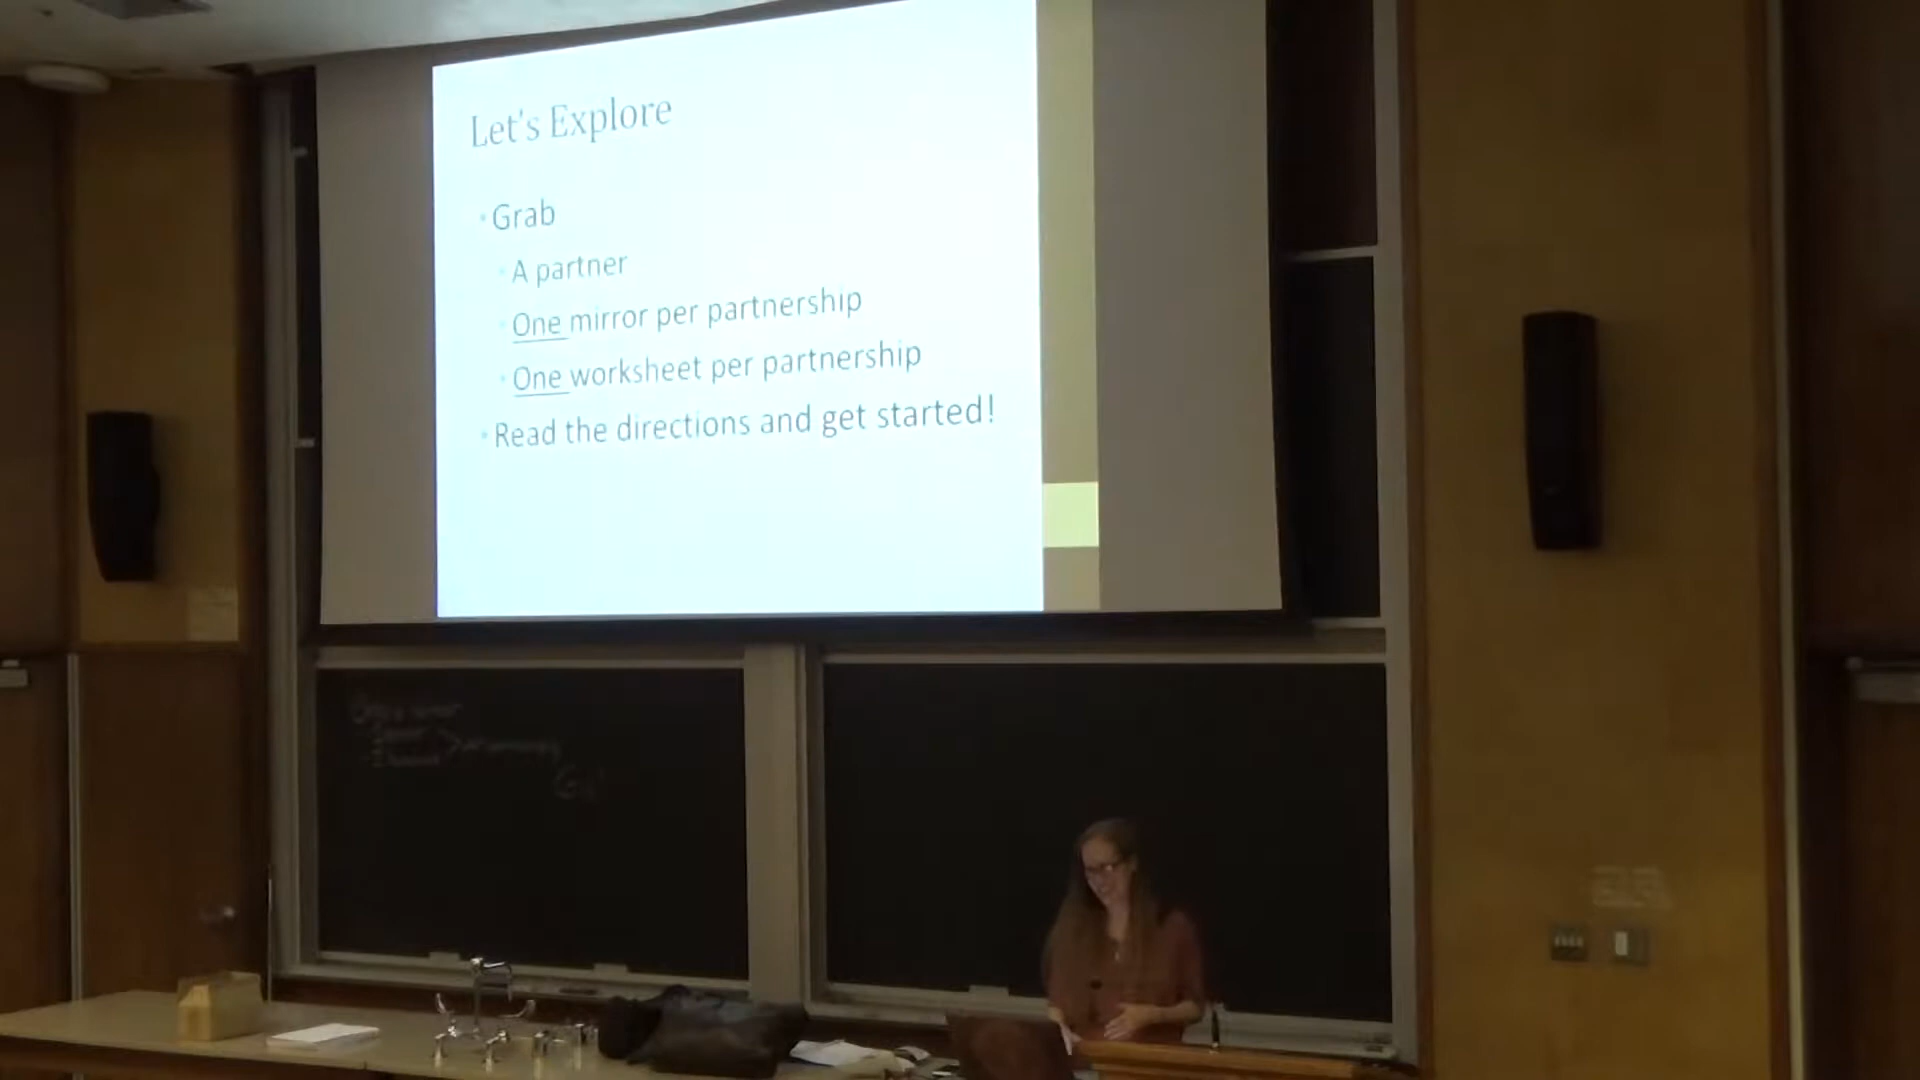 Let's Explore
Grab
A partner
One mirror per partnership
One worksheet per partnership
Read the directions and get started!